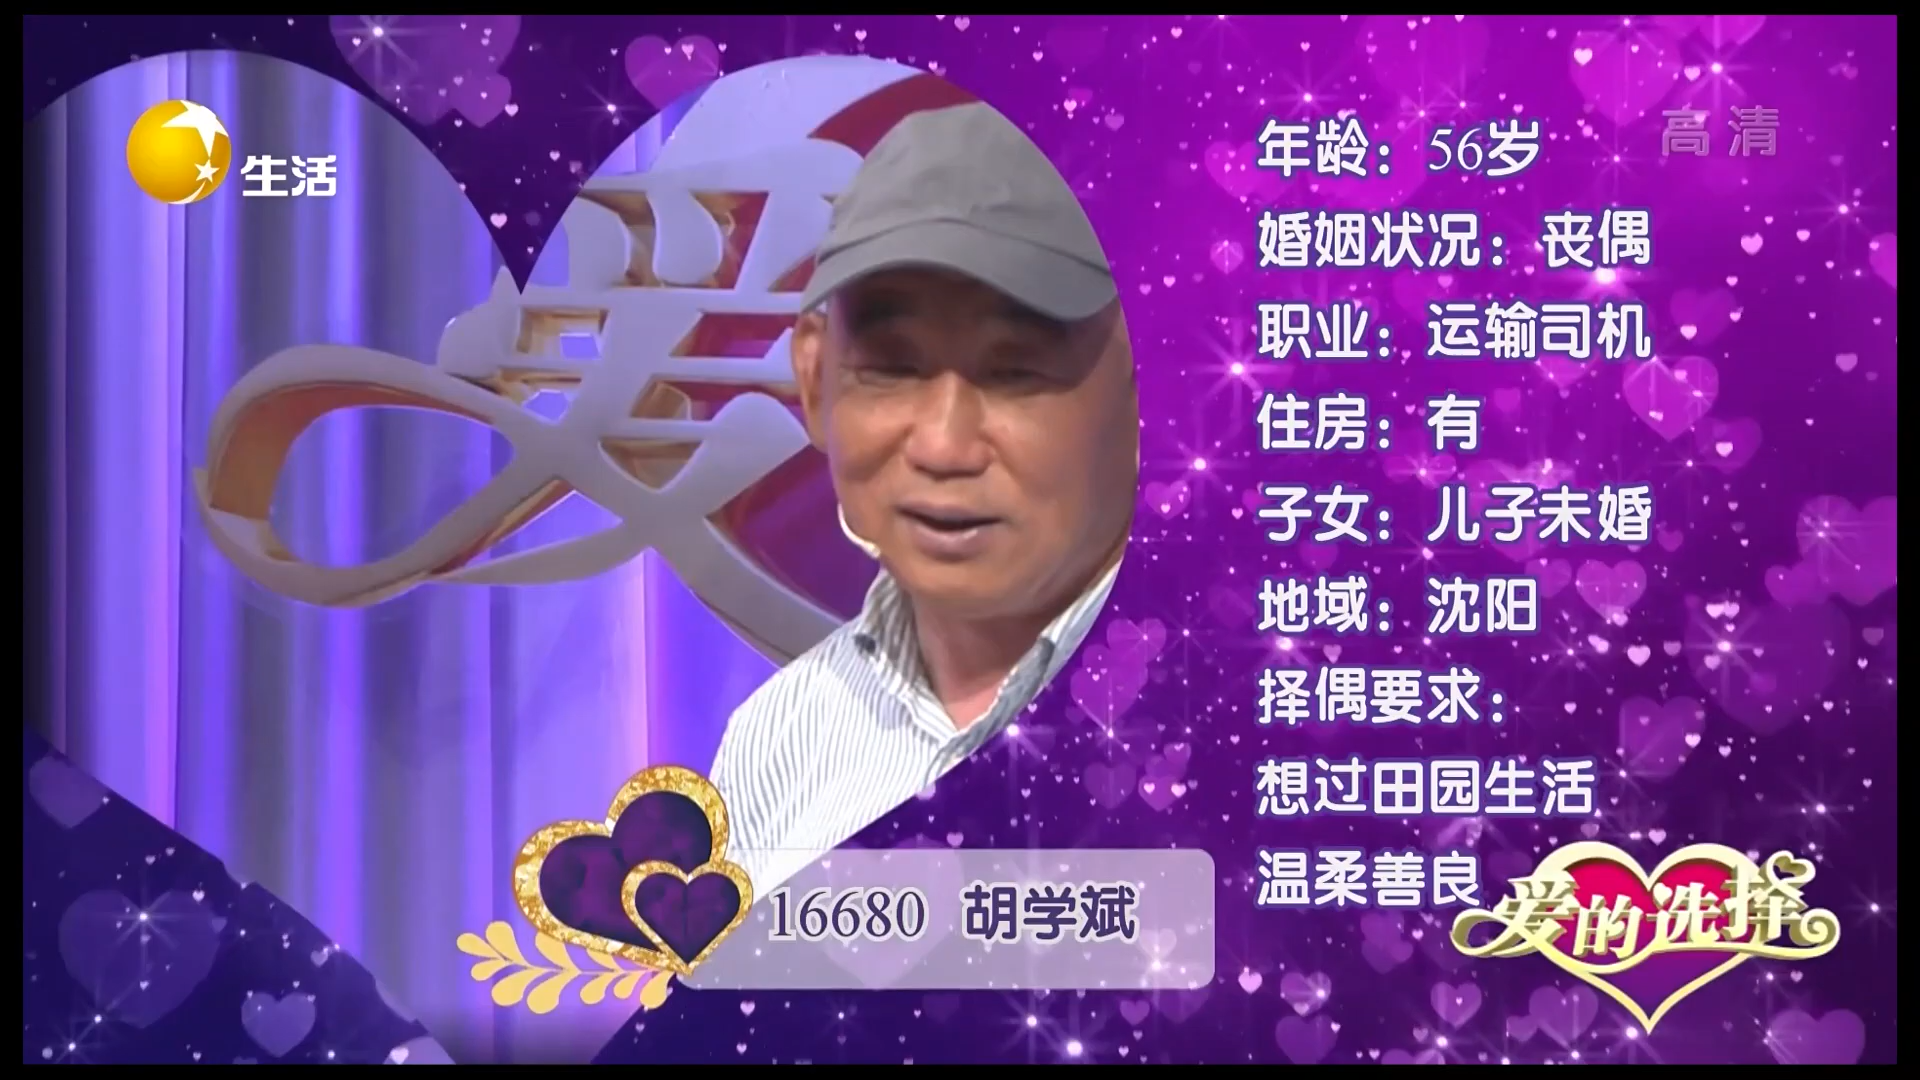 生活
高清
爱
年龄：56岁
婚姻状况：丧偶
职业：运输司机
住房：有
子女：儿子未婚
地域：沈阳
择偶要求：
想过田园生活
温柔善良
16680 胡学斌
爱的选择